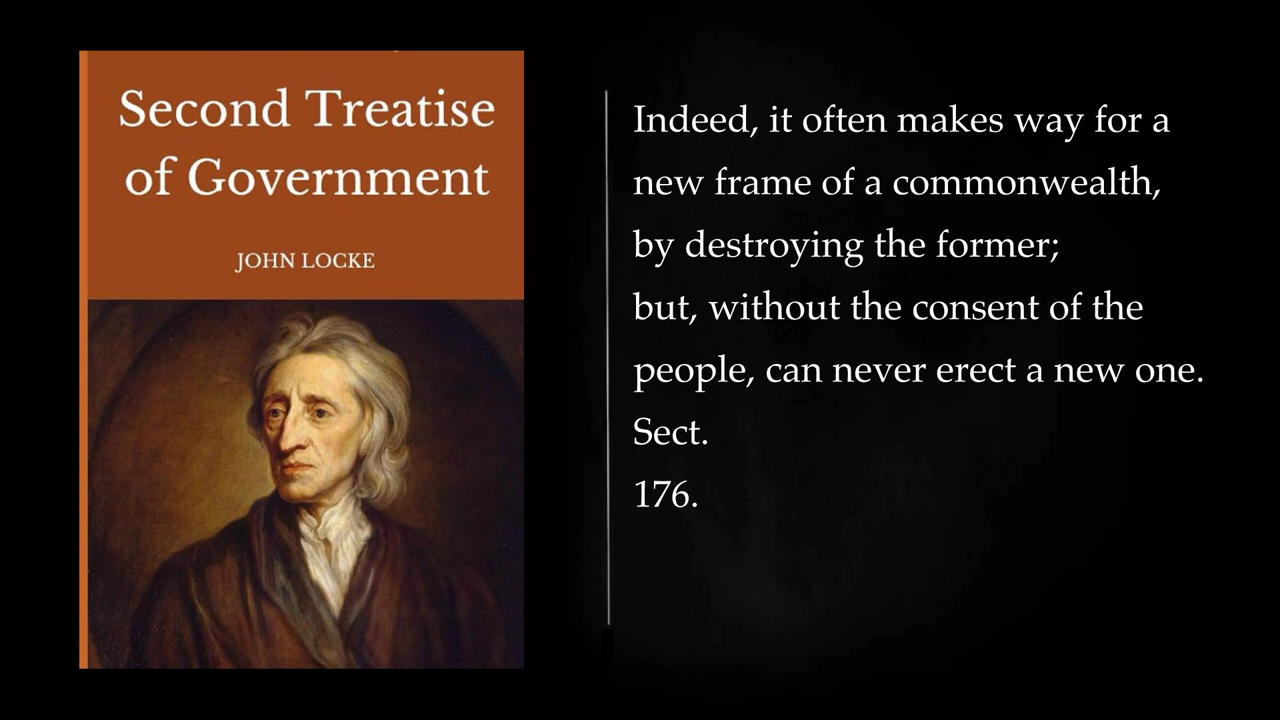 Second Treatise
of Government
JOHN LOCKE
Indeed, it often makes way for a
new frame of a commonwealth,
by destroying the former;
but, without the consent of the
people, can never erect a new one.
Sect.
176.